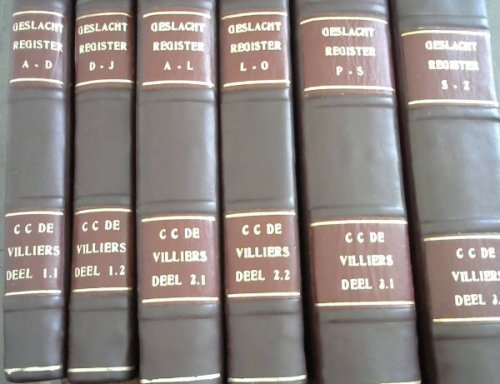 GESLACHT
REGISTER
A - D
C C DE
VILLIERS
DEEL 1.1
GESLACHT
REGISTER
D - J
C C DE
VILLIERS
DEEL 1.2
GESLACHT
REGISTER
A - L
C C DE
VILLIERS
DEEL 2.1
GESLACHT
REGISTER
L - O
C C DE
VILLIERS
DEEL 2.2
GESLACHT
REGISTER
P - S
C C DE
VILLIERS
DEEL 3.1
GESLACHT
REGISTER
S - Z
C C DE
VILLIERS
DEEL